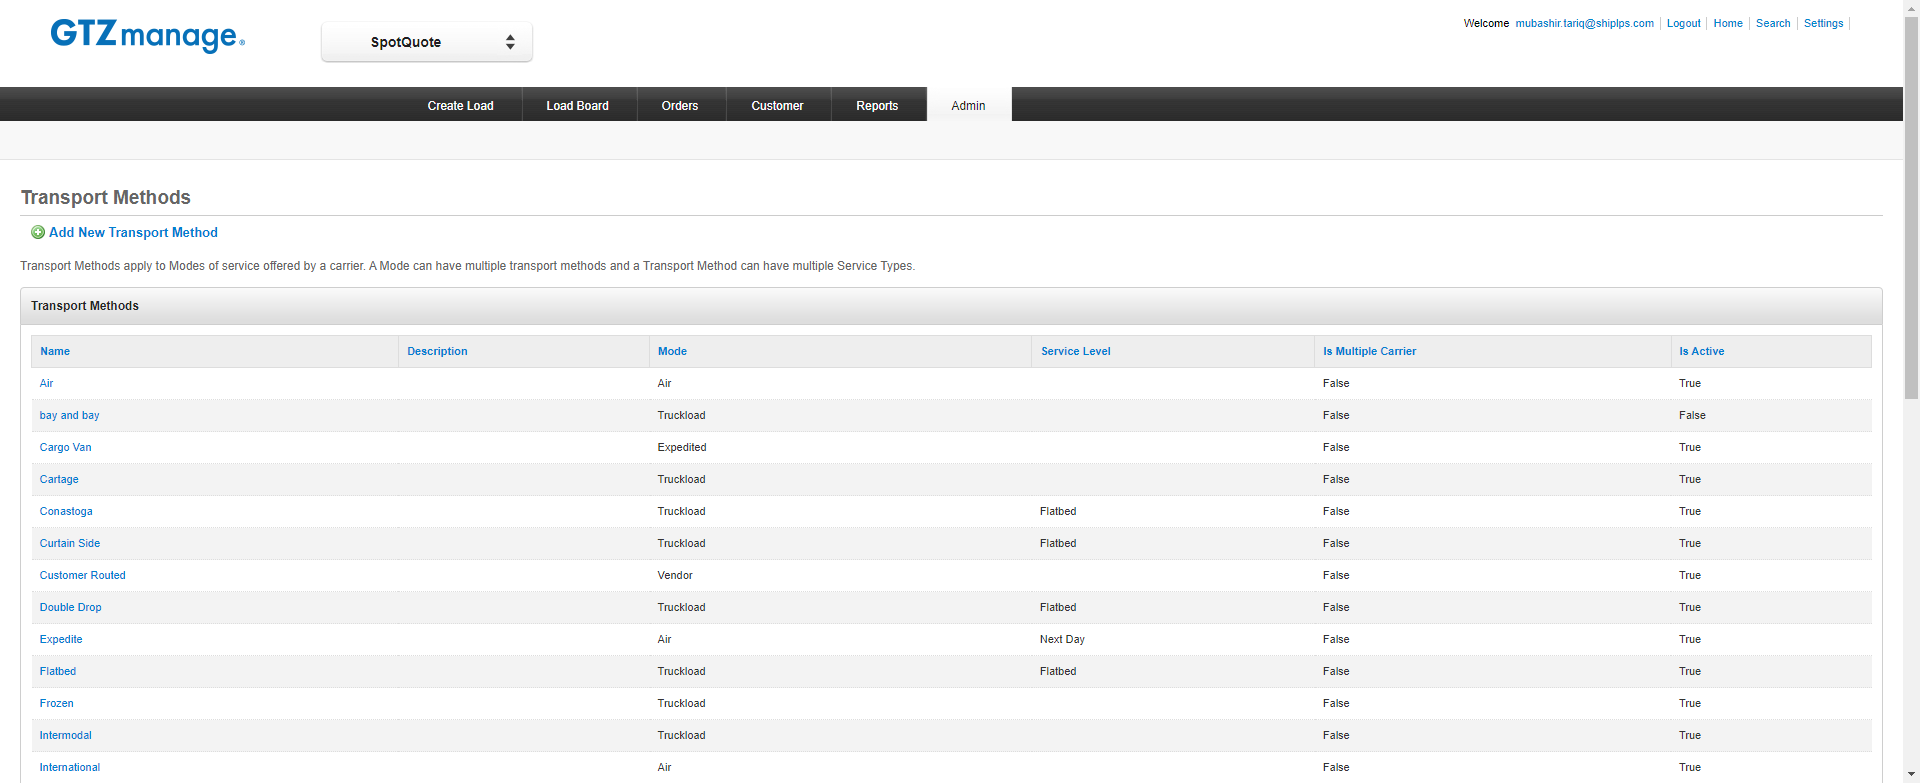 GTZmanage®
SpotQuote
Welcome mubashir.tariq@shiplps.com Logout Home Search Settings
Create Load Load Board Orders Customer Reports Admin
Transport Methods
Add New Transport Method
Transport Methods apply to Modes of service offered by a carrier. A Mode can have multiple transport methods and a Transport Method can have multiple Service Types.
Transport Methods
Name Description Mode Service Level Is Multiple Carrier Is Active
Air Air False True
bay and bay Truckload False False
Cargo Van Expedited False True
Cartage Truckload False True
Conastoga Truckload Flatbed False True
Curtain Side Truckload Flatbed False True
Customer Routed Vendor False True
Double Drop Truckload Flatbed False True
Expedite Air Next Day False True
Flatbed Truckload Flatbed False True
Frozen Truckload False True
Intermodal Truckload False True
International Air False True